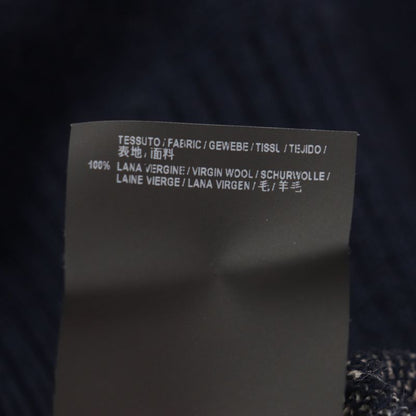 TESSUTO / FABRIC / GEWEBE / TISSU / TEJIDO /
表地 / 面料
100% LANA VERGINE / VIRGIN WOOL / SCHURWOLLE /
LAINE VIERGE / LANA VIRGEN / 毛 / 羊毛